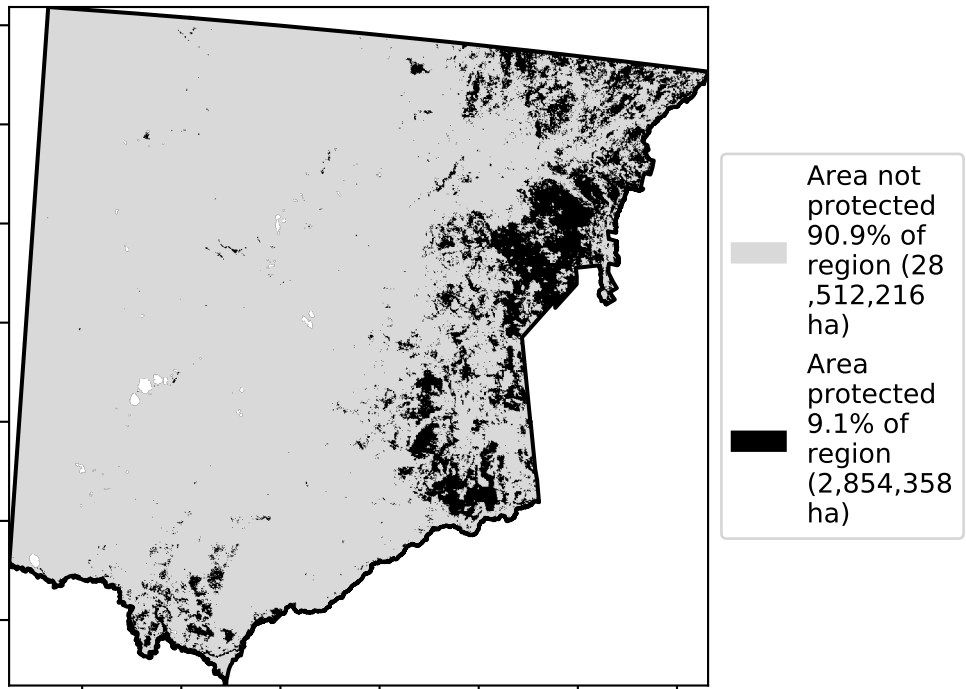 Area not
protected
90.9% of
region (28
,512,216
ha)
Area
protected
9.1% of
region
(2,854,358
ha)